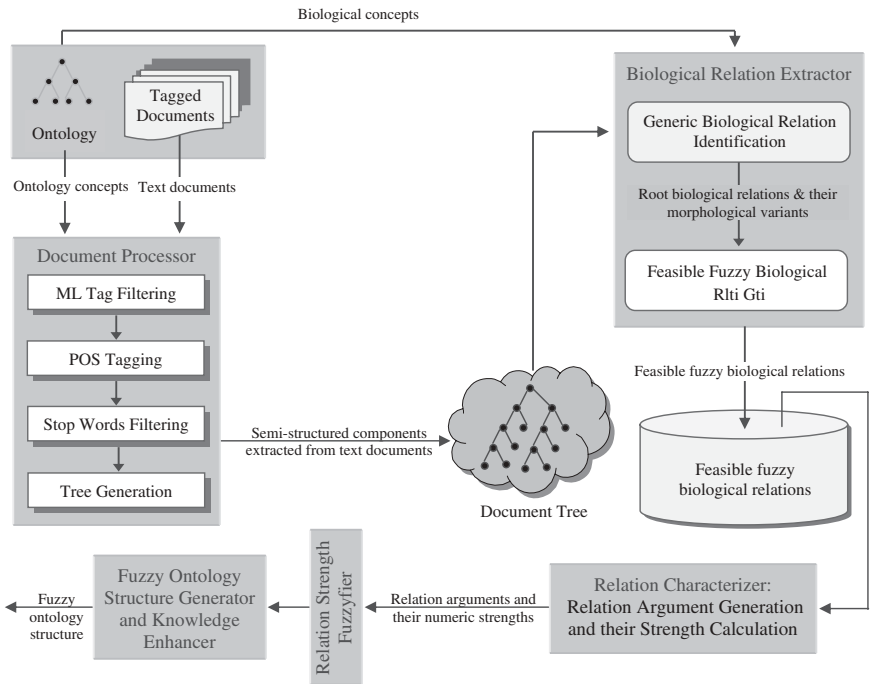 Biological concepts
Ontology
Tagged
Documents
Ontology concepts
Text documents
Document Processor
ML Tag Filtering
POS Tagging
Stop Words Filtering
Tree Generation
Semi-structured components
extracted from text documents
Document Tree
Biological Relation Extractor
Generic Biological Relation
Identification
Root biological relations & their
morphological variants
Feasible Fuzzy Biological
Rlti Gti
Feasible fuzzy biological relations
Feasible fuzzy
biological relations
Relation Characterizer:
Relation Argument Generation
and their Strength Calculation
Relation arguments and
their numeric strengths
Relation Strength
Fuzzyfier
Fuzzy Ontology
Structure Generator
and Knowledge
Enhancer
Fuzzy
ontology
structure